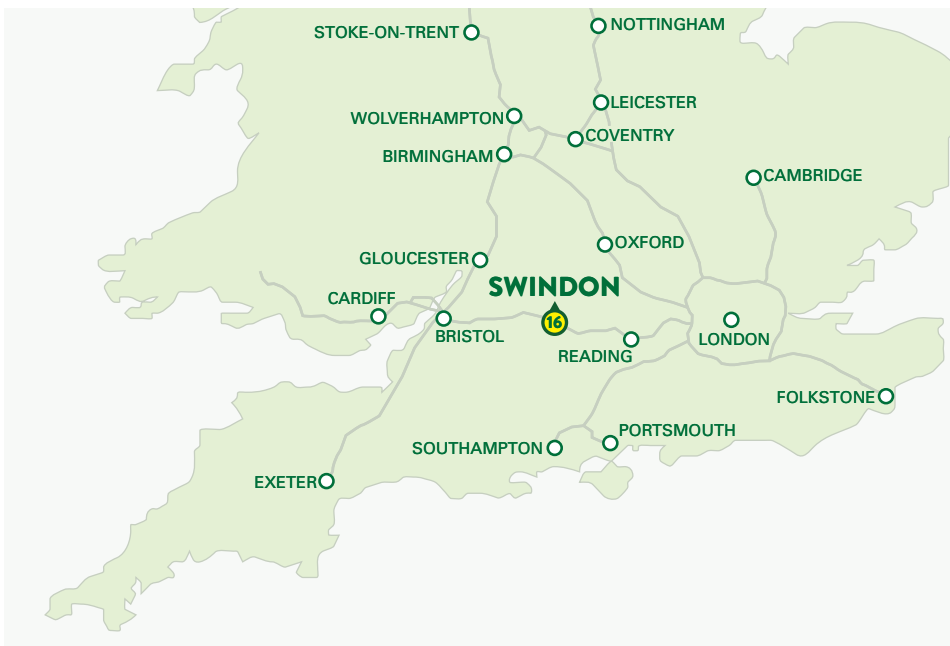 NOTTINGHAM
STOKE-ON-TRENT
LEICESTER
WOLVERHAMPTON
COVENTRY
BIRMINGHAM
CAMBRIDGE
OXFORD
GLOUCESTER
SWINDON
CARDIFF
16
BRISTOL
LONDON
READING
FOLKSTONE
PORTSMOUTH
SOUTHAMPTON
EXETER